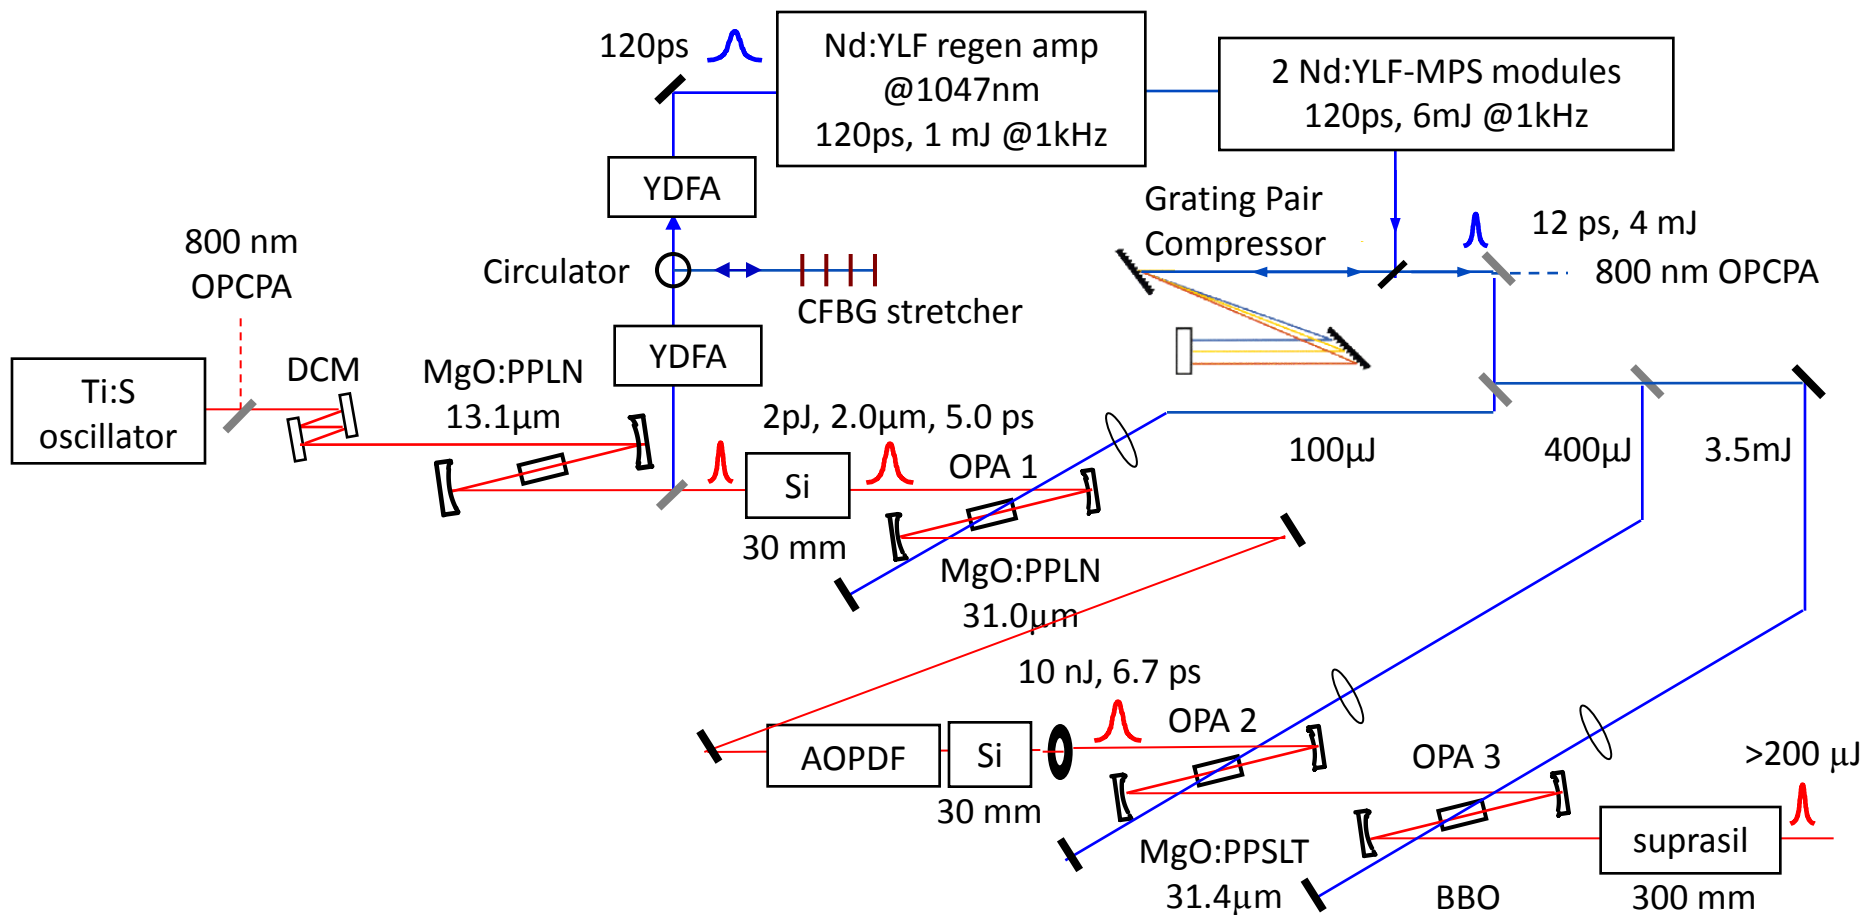 120ps
Nd:YLF regen amp
@1047nm
120ps, 1 mJ @1kHz
2 Nd:YLF-MPS modules
120ps, 6mJ @1kHz
YDFA
Grating Pair
Compressor
12 ps, 4 mJ
800 nm OPCPA
800 nm
OPCPA
Circulator
CFBG stretcher
YDFA
Ti:S
oscillator
DCM
MgO:PPLN
13.1μm
2pJ, 2.0μm, 5.0 ps
OPA 1
Si
30 mm
100μJ
400μJ
3.5mJ
MgO:PPLN
31.0μm
10 nJ, 6.7 ps
OPA 2
AOPDF
Si
30 mm
OPA 3
>200 μJ
MgO:PPSLT
31.4μm
BBO
suprasil
300 mm